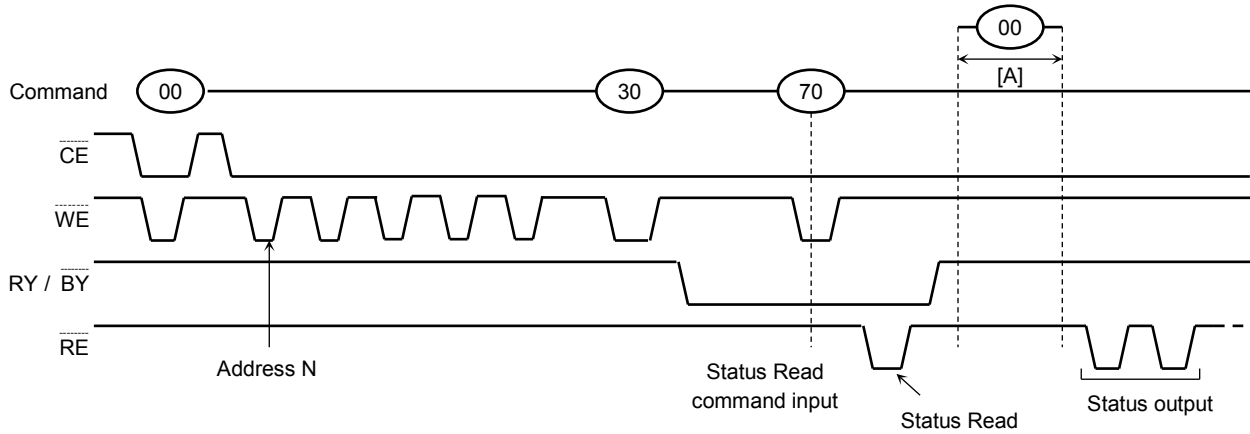 00
[A]
Command 00 30 70
CE
WE
RY / BY
RE
Address N
Status Read
command input
Status Read
Status output